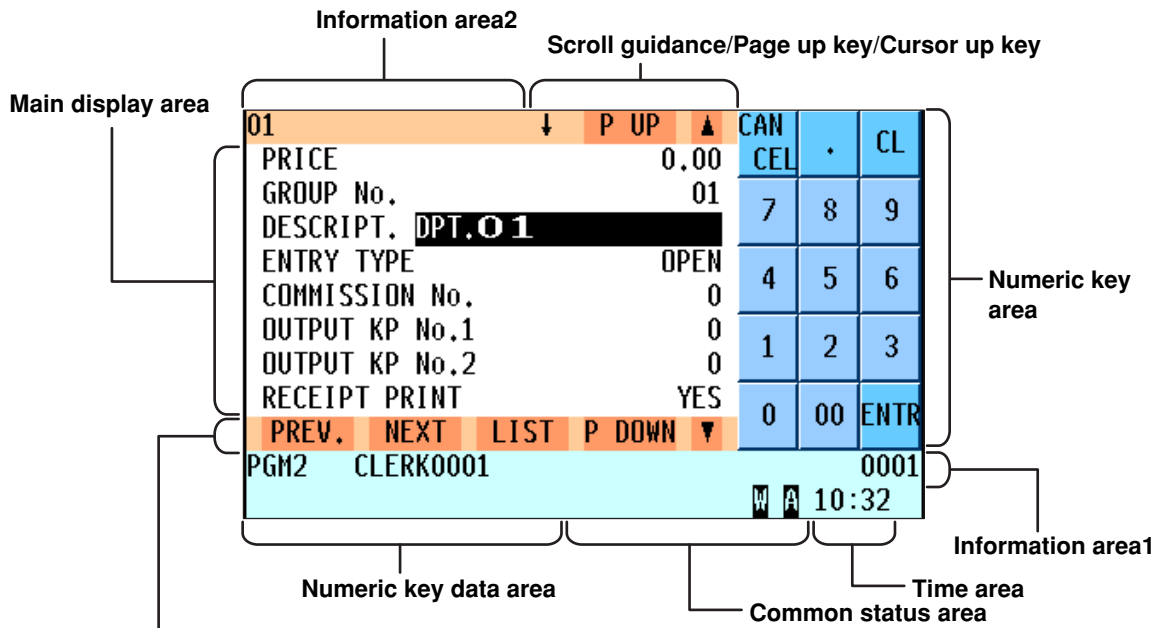 Information area2
Scroll guidance/Page up key/Cursor up key
Main display area
01 ↓ P UP ▲ CAN CEL . CL
PRICE 0.00
GROUP No. 01
7 8 9
DESCRIPT. DPT.01
ENTRY TYPE OPEN
4 5 6
Numeric key area
COMMISSION No. 0
OUTPUT KP No.1 0
1 2 3
OUTPUT KP No.2 0
RECEIPT PRINT YES
0 00 ENTR
PREV. NEXT LIST P DOWN ▼
PGM2 CLERK0001 0001
W A 10:32
Information area1
Numeric key data area
Time area
Common status area